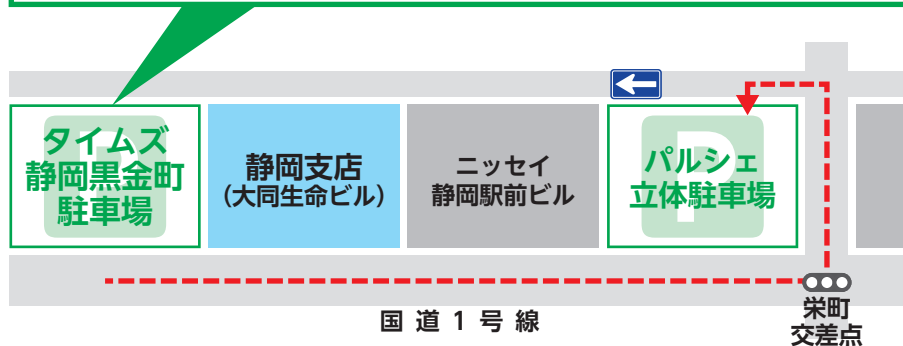 タイムズ
静岡黒金町
駐車場
静岡支店
(大同生命ビル)
ニッセイ
静岡駅前ビル
P
パルシェ
立体駐車場
国道1号線
栄町
交差点